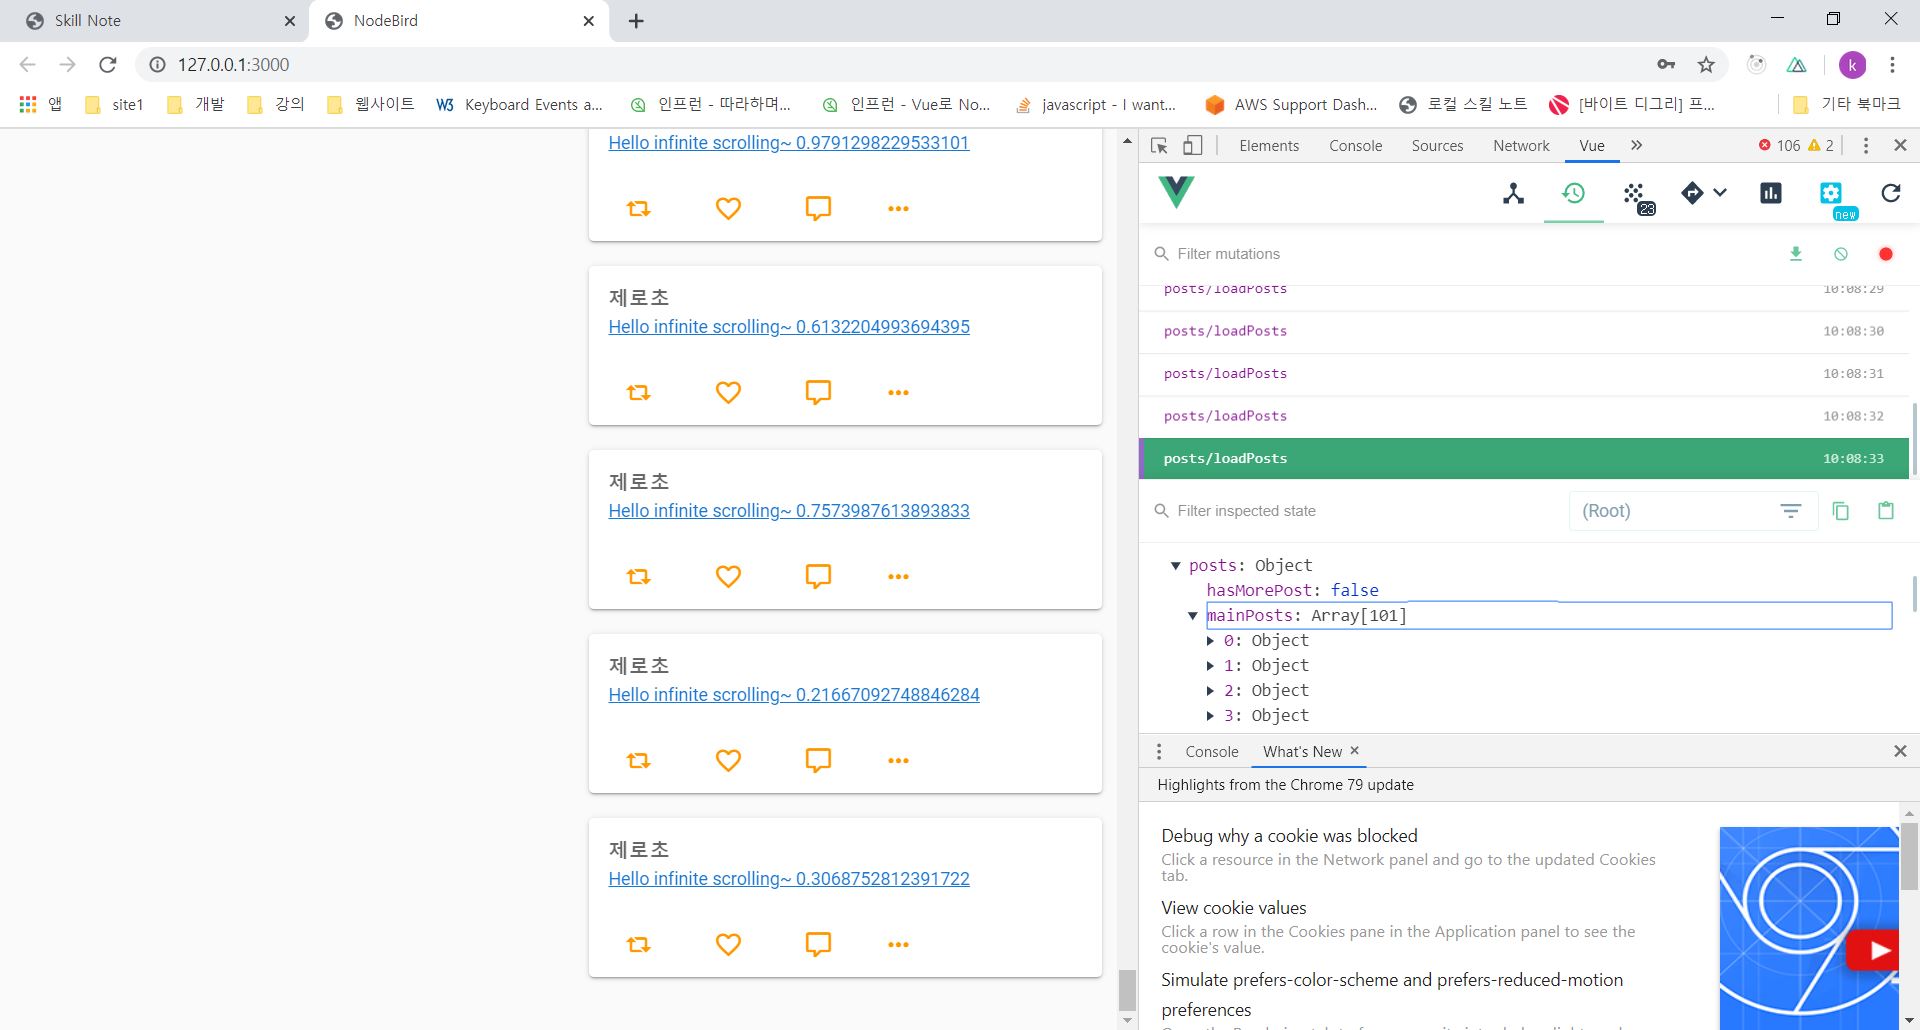 Skill Note
NodeBird
127.0.0.1:3000
k
앱
site1
개발
강의
웹사이트
W3 Keyboard Events a...
인프런 - 따라하며...
인프런 - Vue로 No...
javascript - I want...
AWS Support Dash...
로컬 스킬 노트
[바이트 디그리] 프...
기타 북마크
Hello infinite scrolling~ 0.9791298229533101
제로초
Hello infinite scrolling~ 0.6132204993694395
제로초
Hello infinite scrolling~ 0.7573987613893833
제로초
Hello infinite scrolling~ 0.21667092748846284
제로초
Hello infinite scrolling~ 0.3068752812391722
Elements Console Sources Network Vue » 106 2
23
new
Filter mutations
posts/loadPosts 10:08:29
posts/loadPosts 10:08:30
posts/loadPosts 10:08:31
posts/loadPosts 10:08:32
posts/loadPosts 10:08:33
Filter inspected state (Root)
posts: Object
hasMorePost: false
mainPosts: Array[101]
0: Object
1: Object
2: Object
3: Object
Console What's New
Highlights from the Chrome 79 update
Debug why a cookie was blocked
Click a resource in the Network panel and go to the updated Cookies
tab.
View cookie values
Click a row in the Cookies pane in the Application panel to see the
cookie's value.
Simulate prefers-color-scheme and prefers-reduced-motion
preferences